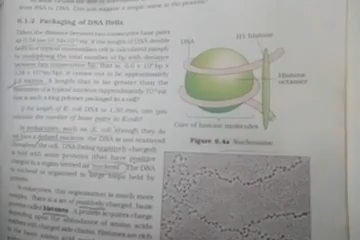 from RNA to DNA. Can you suggest a simple
6.1.2 Packaging of DNA Helix
Taken the distance between two consecutive base pairs
as 0.34 nm
if the length of DNA double
helix in a typical mammalian cell is calculated (simply
by multiplying the total number of bp with distance
between two consecutive bp, that is, 6.6 × 10⁹ bp ×
it comes out to be approximately
2.2 metres. A length that is far greater than the
dimension of a typical nucleus (approximately 10⁻⁶ m).
How is such a long polymer packaged in a cell?
If the length of E. coli DNA is 1.36 mm, can you
calculate the number of base pairs in E.coli?
In prokaryotes, such as, E. coli, though they do
not have a defined nucleus, the DNA is not scattered
throughout the cell. DNA (being negatively charged)
is held with some proteins (that have positive
charges) in a region termed as 'nucleoid'. The DNA
in nucleoid is organised in large loops held by
proteins.
In eukaryotes, this organisation is much more
complex. There is a set of positively charged, basic
proteins called histones. A protein acquires charge
depending upon the abundance of amino acids
residues with charged side chains. Histones are rich
in the basic amino acid
DNA
H1 histone
Histone
octamer
Core of histone molecules
Figure 6.4a Nucleosome